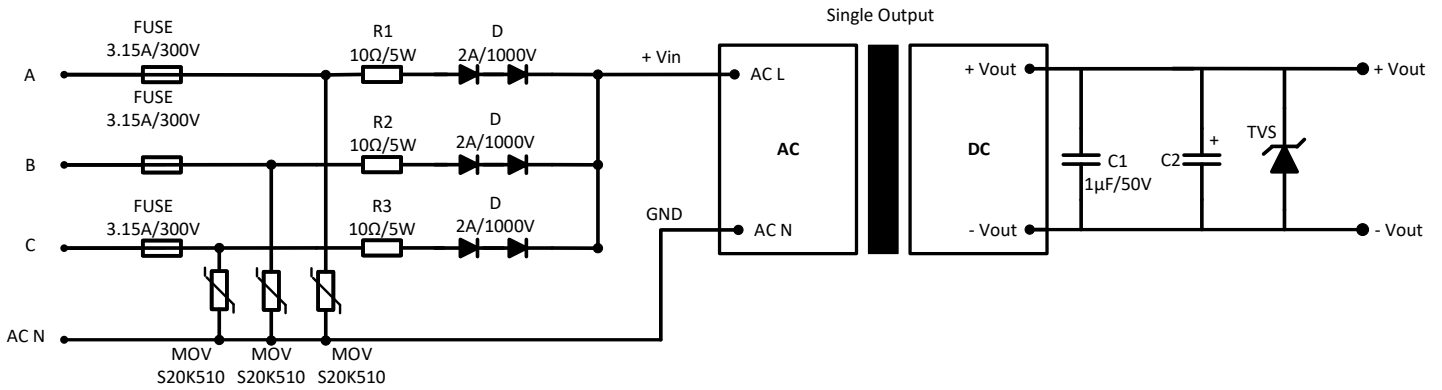 Single Output
FUSE
3.15A/300V
R1
10Ω/5W
D
2A/1000V
A
+ Vin
AC L
+ Vout
+ Vout
FUSE
3.15A/300V
R2
10Ω/5W
D
2A/1000V
B
AC
DC
C1
1µF/50V
C2
+
TVS
FUSE
3.15A/300V
R3
10Ω/5W
D
2A/1000V
C
GND
AC N
- Vout
- Vout
AC N
MOV
S20K510
MOV
S20K510
MOV
S20K510